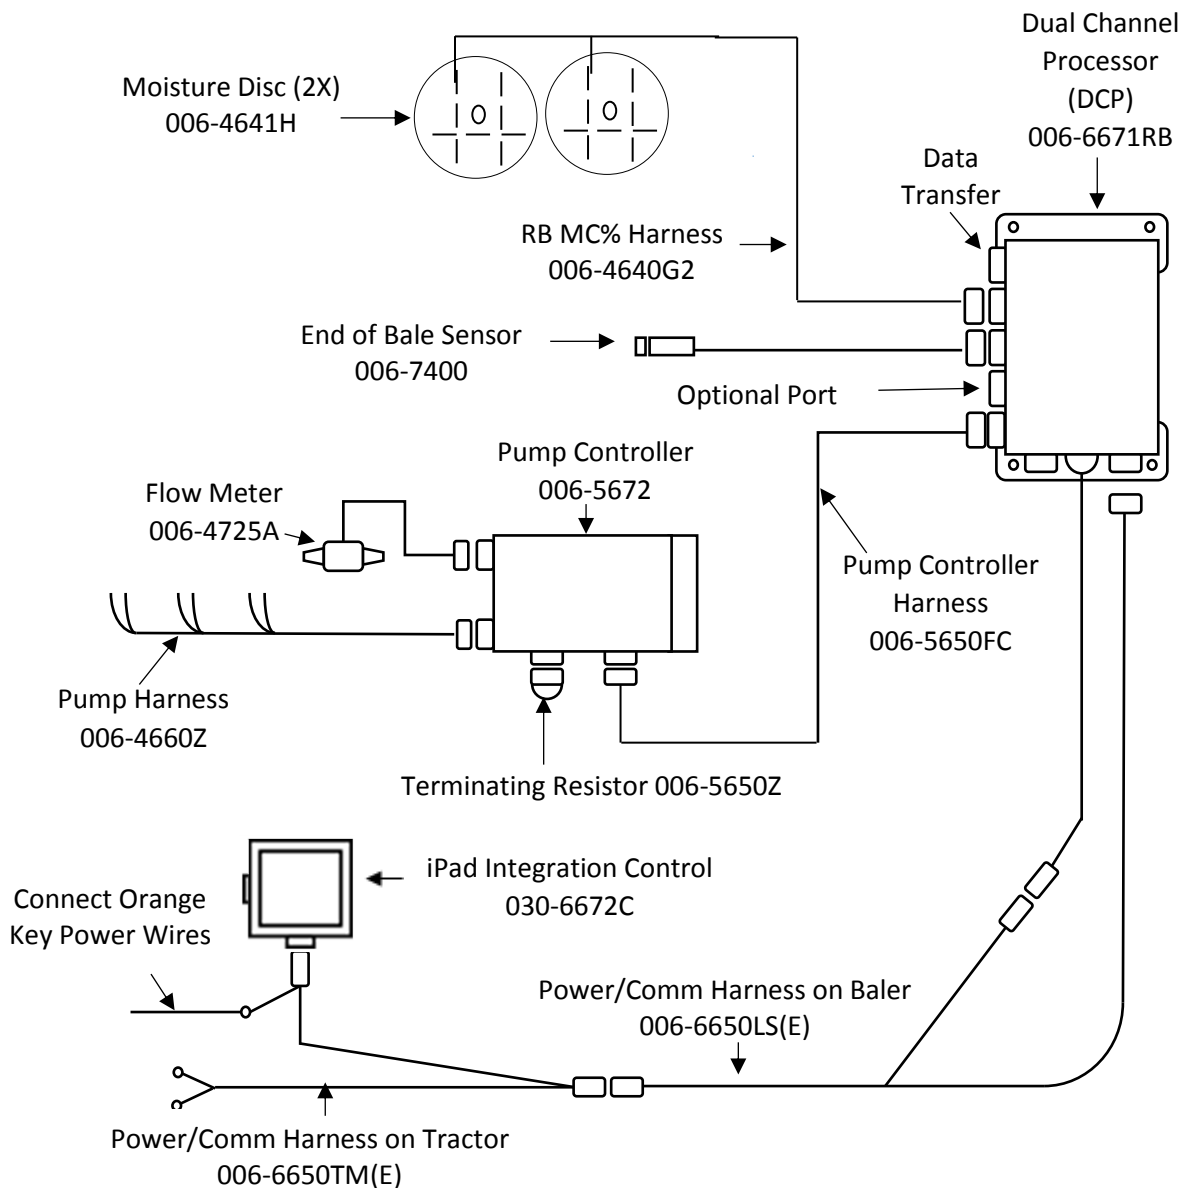 Dual Channel
Processor
(DCP)
006-6671RB
Moisture Disc (2X)
006-4641H
Data
Transfer
RB MC% Harness
006-4640G2
End of Bale Sensor
006-7400
Optional Port
Pump Controller
006-5672
Flow Meter
006-4725A
Pump Controller
Harness
006-5650FC
Pump Harness
006-4660Z
Terminating Resistor 006-5650Z
iPad Integration Control
030-6672C
Connect Orange
Key Power Wires
Power/Comm Harness on Baler
006-6650LS(E)
Power/Comm Harness on Tractor
006-6650TM(E)